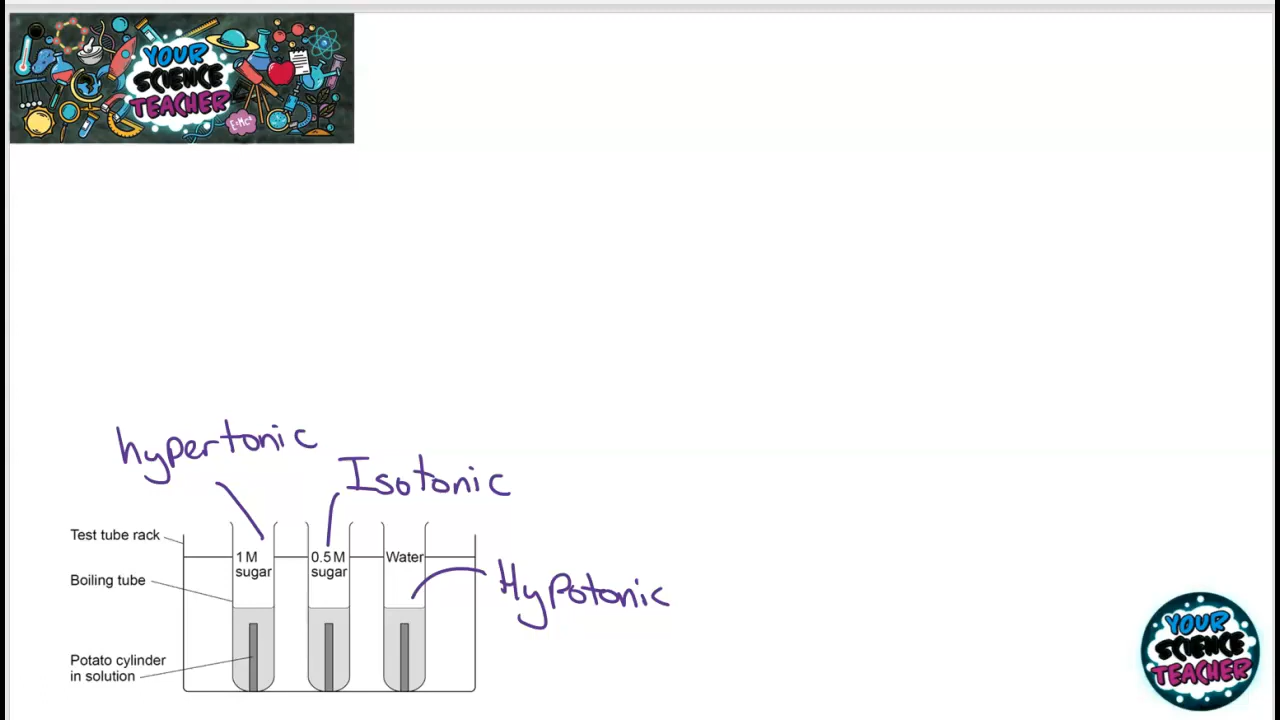 YOUR
SCIENCE
TEACHER
E=MC²
hypertonic
Isotonic
Test tube rack
1 M
sugar
0.5 M
sugar
Water
Boiling tube
Hypotonic
Potato cylinder
in solution
YOUR
SCIENCE
TEACHER